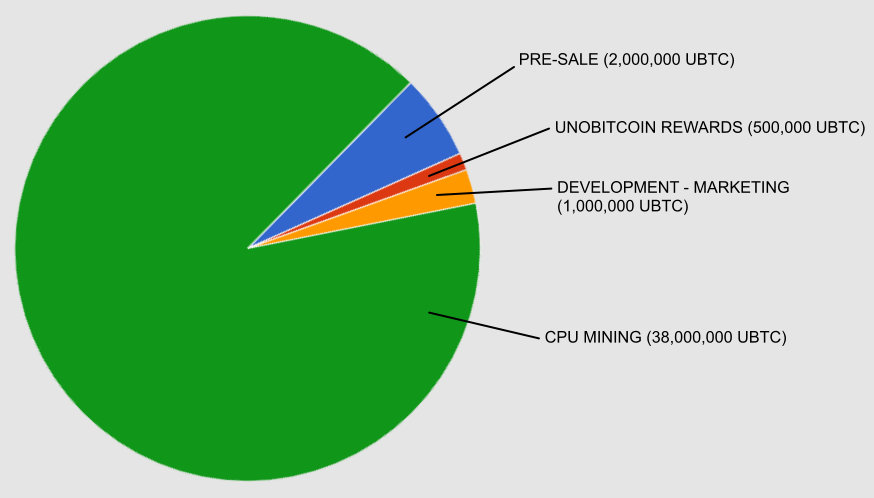 PRE-SALE (2,000,000 UBTC)
UNOBITCOIN REWARDS (500,000 UBTC)
DEVELOPMENT - MARKETING
(1,000,000 UBTC)
CPU MINING (38,000,000 UBTC)